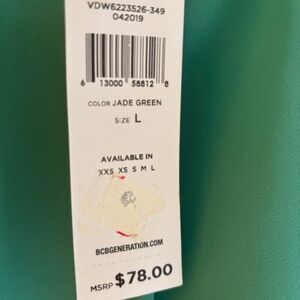 VDW6223S26-349
042019
6 13000 58812 8
COLOR JADE GREEN
SIZE L
AVAILABLE IN
XXS XS S M L
BCBGENERATION.COM
MSRP $78.00